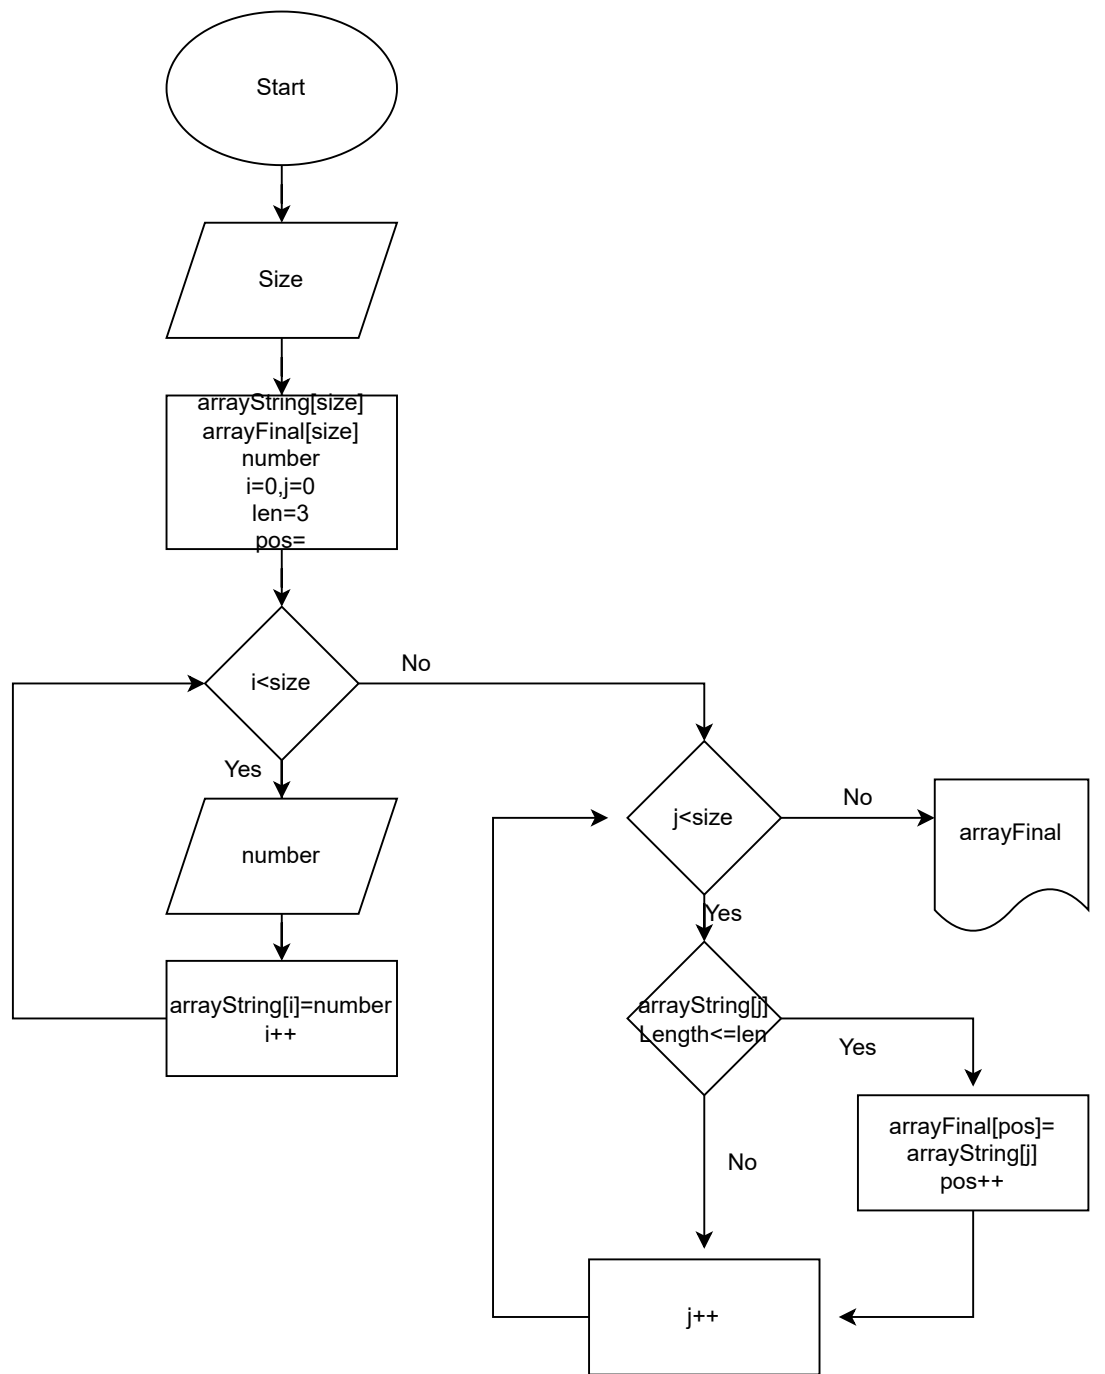 Start
Size
arrayString[size]
arrayFinal[size]
number
i=0,j=0
len=3
pos=
i<size
No
Yes
number
arrayString[i]=number
i++
j<size
No
arrayFinal
Yes
arrayString[j]
Length<=len
Yes
arrayFinal[pos]=
arrayString[j]
pos++
No
j++